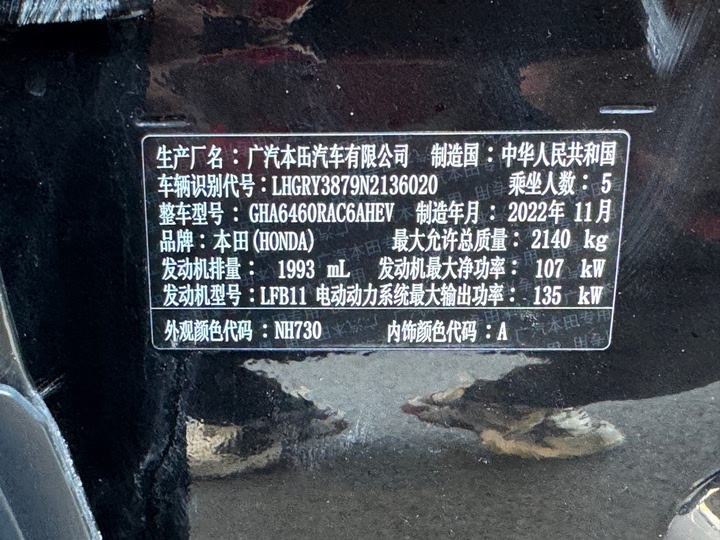 生产厂名：广汽本田汽车有限公司 制造国：中华人民共和国
车辆识别代号：LHGRY3879N2136020 乘坐人数：5
整车型号：GHA6460RAC6AHEV 制造年月：2022年11月
品牌：本田(HONDA) 最大允许总质量：2140 kg
发动机排量：1993 mL 发动机最大净功率：107 kW
发动机型号：LFB11 电动动力系统最大输出功率：135 kW
外观颜色代码：NH730 内饰颜色代码：A